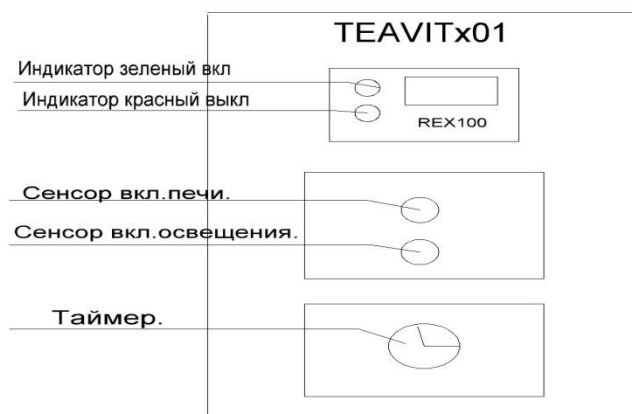 TEAVITx01
Индикатор зеленый вкл
Индикатор красный выкл
REX100
Сенсор вкл.печи.
Сенсор вкл.освещения.
Таймер.